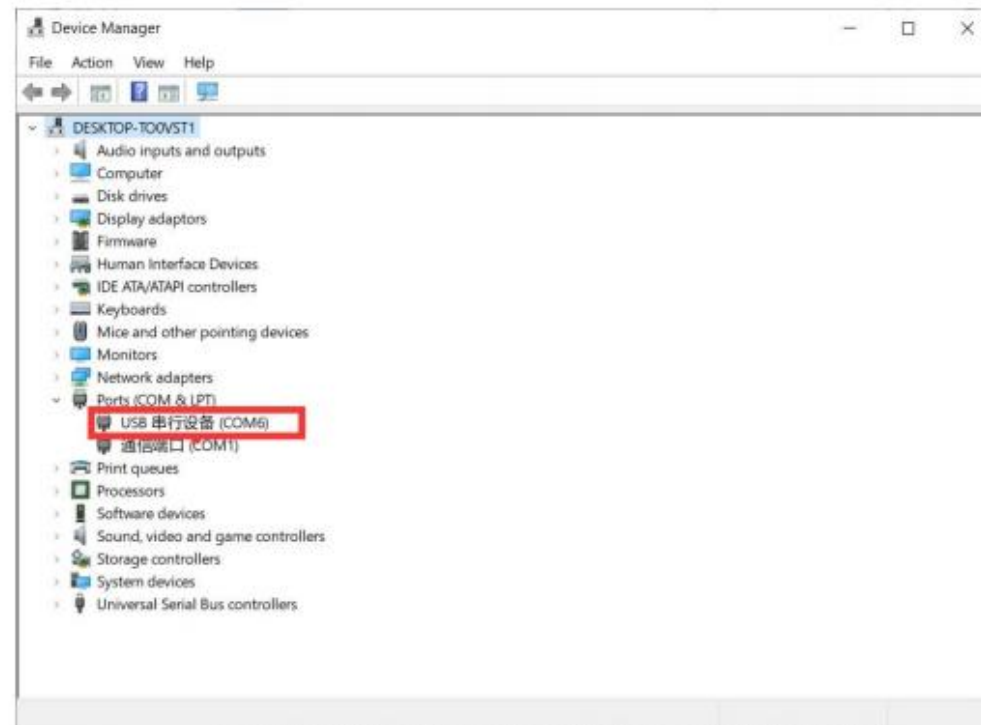 Device Manager
File Action View Help
DESKTOP-TO0VST1
Audio inputs and outputs
Computer
Disk drives
Display adaptors
Firmware
Human Interface Devices
IDE ATA/ATAPI controllers
Keyboards
Mice and other pointing devices
Monitors
Network adapters
Ports (COM & LPT)
USB 串行设备 (COM6)
通信端口 (COM1)
Print queues
Processors
Software devices
Sound, video and game controllers
Storage controllers
System devices
Universal Serial Bus controllers